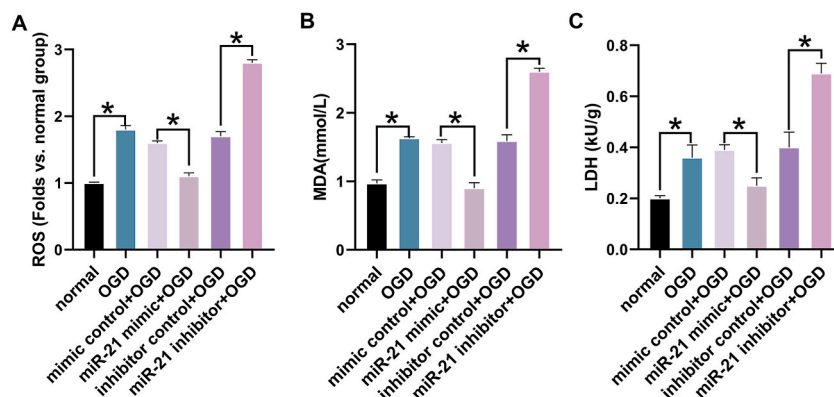 A
ROS (Folds vs. normal group)
3
2
1
0
*
*
*
normal
OGD
mimic control+OGD
miR-21 mimic+OGD
inhibitor control+OGD
miR-21 inhibitor+OGD
B
MDA(mmol/L)
3
2
1
0
*
*
*
normal
OGD
mimic control+OGD
miR-21 mimic+OGD
inhibitor control+OGD
miR-21 inhibitor+OGD
C
LDH (kU/g)
0.8
0.6
0.4
0.2
0.0
*
*
*
normal
OGD
mimic control+OGD
miR-21 mimic+OGD
inhibitor control+OGD
miR-21 inhibitor+OGD